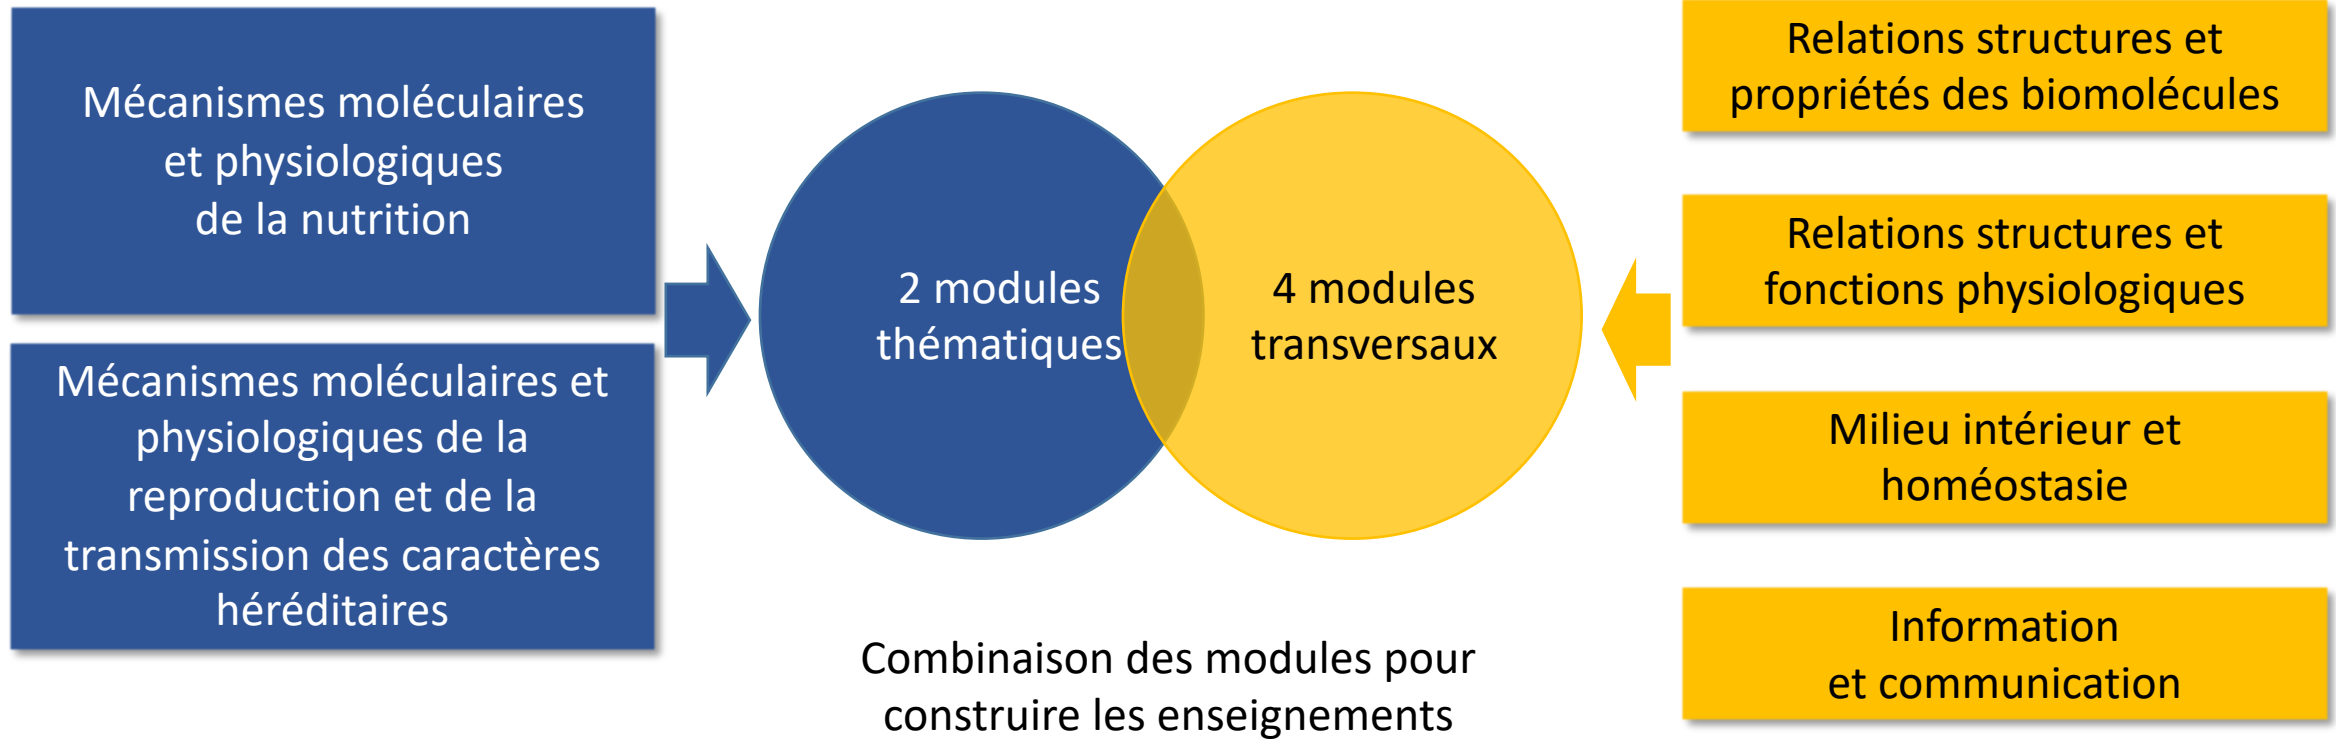 Mécanismes moléculaires
et physiologiques
de la nutrition
Mécanismes moléculaires et
physiologiques de la
reproduction et de la
transmission des caractères
héréditaires
2 modules
thématiques
4 modules
transversaux
Combinaison des modules pour
construire les enseignements
Relations structures et
propriétés des biomolécules
Relations structures et
fonctions physiologiques
Milieu intérieur et
homéostasie
Information
et communication